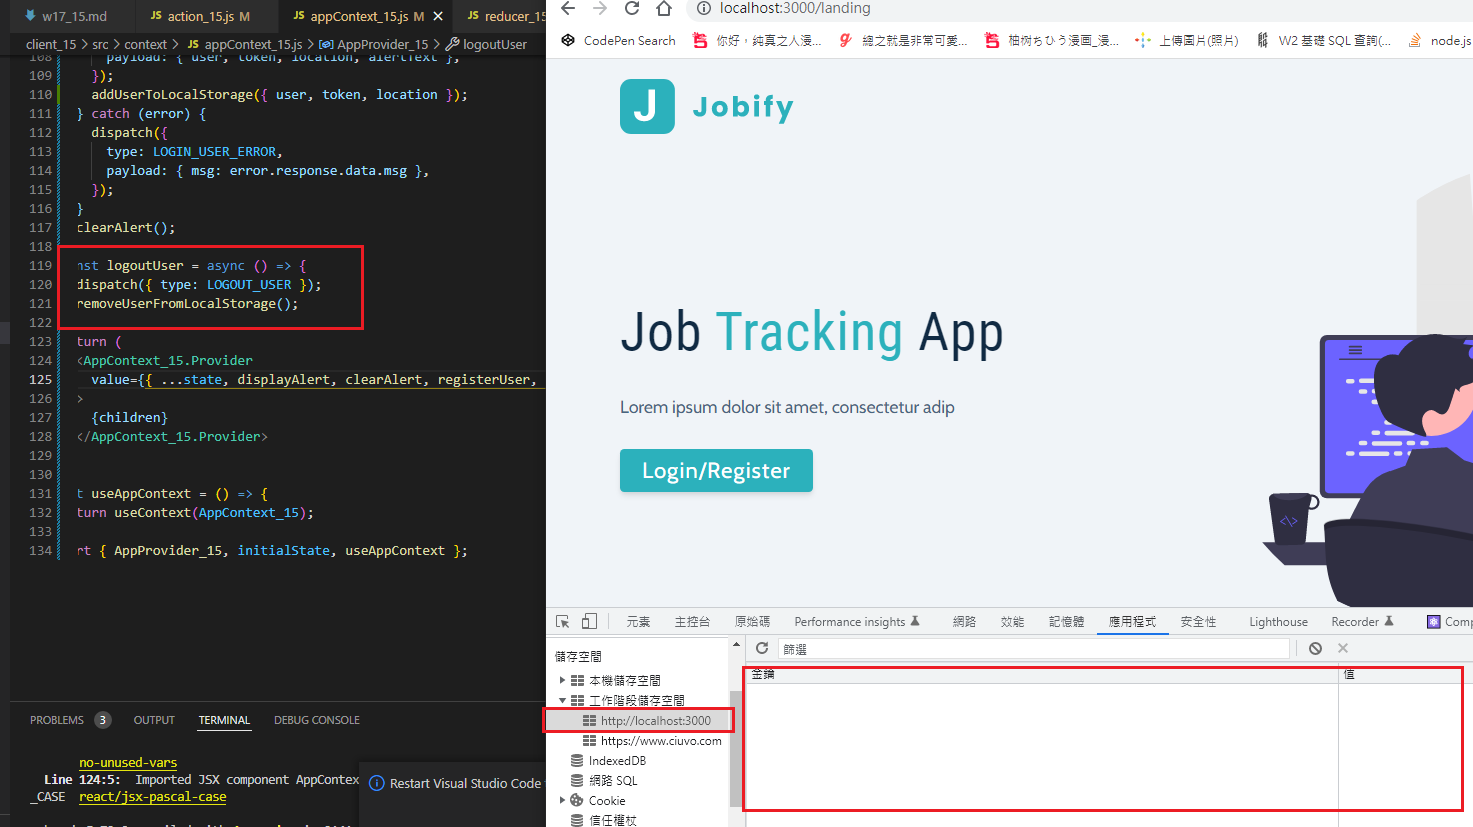 w17_15.md
JS action_15.js M
JS appContext_15.js M ×
JS reducer_15
client_15 > src > context > JS appContext_15.js > AppProvider_15 > logoutUser
108 payload: { user, token, location, alertText },
109 });
110 addUserToLocalStorage({ user, token, location });
111 } catch (error) {
112 dispatch({
113 type: LOGIN_USER_ERROR,
114 payload: { msg: error.response.data.msg },
115 });
116 }
117 clearAlert();
118
119 nst logoutUser = async () => {
120 dispatch({ type: LOGOUT_USER });
121 removeUserFromLocalStorage();
122
123 turn (
124 <AppContext_15.Provider
125 value={{ ...state, displayAlert, clearAlert, registerUser,
126 >
127 {children}
128 </AppContext_15.Provider>
129
130
131 t useAppContext = () => {
132 turn useContext(AppContext_15);
133
134 rt { AppProvider_15, initialState, useAppContext };
PROBLEMS 3 OUTPUT TERMINAL DEBUG CONSOLE
no-unused-vars
Line 124:5: Imported JSX component AppContex
_CASE react/jsx-pascal-case
Restart Visual Studio Code
localhost:3000/landing
CodePen Search
你好，純真之人漫...
總之就是非常可愛...
柚树ちひう漫画_漫...
上傳圖片(照片)
W2 基礎 SQL 查詢(...
node.js
J Jobify
Job Tracking App
Lorem ipsum dolor sit amet, consectetur adip
Login/Register
</>
元素 主控台 原始碼 Performance insights 網路 效能 記憶體 應用程式 安全性 Lighthouse Recorder Comp
篩選
儲存空間
金鑰 值
本機儲存空間
工作階段儲存空間
http://localhost:3000
https://www.ciuvo.com
IndexedDB
網路 SQL
Cookie
信任權杖